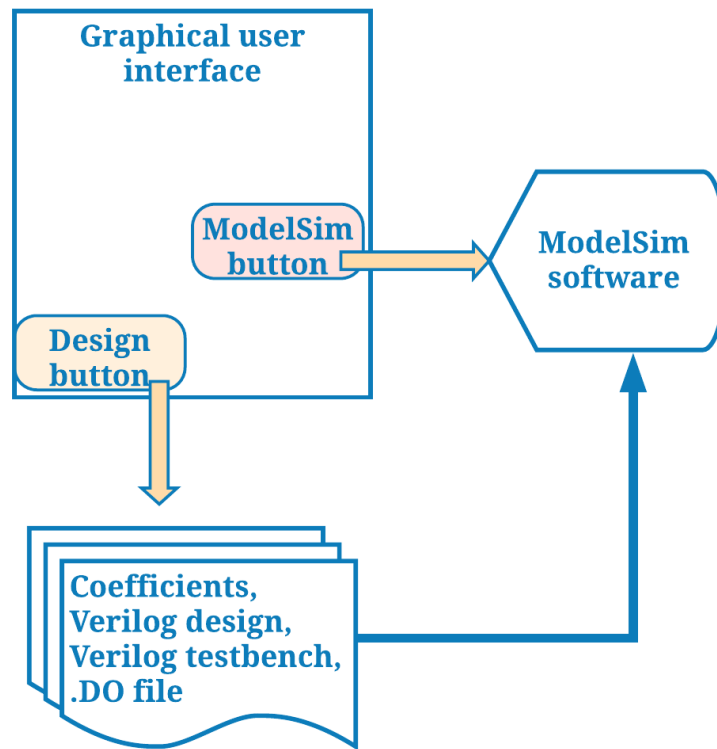 Graphical user
interface
ModelSim
button
ModelSim
software
Design
button
Coefficients,
Verilog design,
Verilog testbench,
.DO file